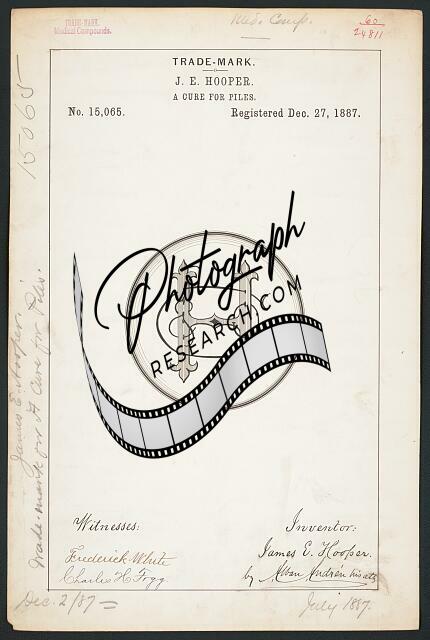 TRADE-MARK.
Medical Compounds.
Med. Comp.
60
24811
TRADE-MARK.
J. E. HOOPER.
A CURE FOR PILES.
No. 15,065.
Registered Dec. 27, 1887.
15065
James E. Hooper.
Trade-mark for A Cure for Piles.
H
Photograph
RESEARCH.COM
Witnesses:
Frederick White
Charlie H. Fogg.
Inventor:
James E. Hooper.
by Alban Andrén his atty
Dec. 2/87
July 1887.